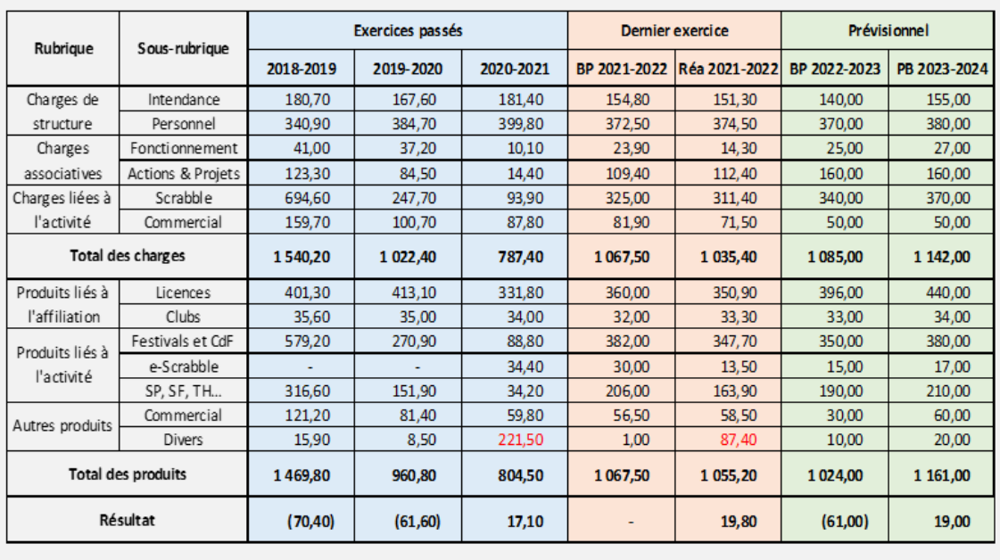 Rubrique Sous-rubrique Exercices passés Dernier exercice Prévisionnel
2018-2019 2019-2020 2020-2021 BP 2021-2022 Réa 2021-2022 BP 2022-2023 PB 2023-2024
Charges de structure Intendance 180,70 167,60 181,40 154,80 151,30 140,00 155,00
Personnel 340,90 384,70 399,80 372,50 374,50 370,00 380,00
Charges associatives Fonctionnement 41,00 37,20 10,10 23,90 14,30 25,00 27,00
Actions & Projets 123,30 84,50 14,40 109,40 112,40 160,00 160,00
Charges liées à l'activité Scrabble 694,60 247,70 93,90 325,00 311,40 340,00 370,00
Commercial 159,70 100,70 87,80 81,90 71,50 50,00 50,00
Total des charges 1 540,20 1 022,40 787,40 1 067,50 1 035,40 1 085,00 1 142,00
Produits liés à l'affiliation Licences 401,30 413,10 331,80 360,00 350,90 396,00 440,00
Clubs 35,60 35,00 34,00 32,00 33,30 33,00 34,00
Produits liés à l'activité Festivals et CdF 579,20 270,90 88,80 382,00 347,70 350,00 380,00
e-Scrabble - - 34,40 30,00 13,50 15,00 17,00
SP, SF, TH... 316,60 151,90 34,20 206,00 163,90 190,00 210,00
Autres produits Commercial 121,20 81,40 59,80 56,50 58,50 30,00 60,00
Divers 15,90 8,50 221,50 1,00 87,40 10,00 20,00
Total des produits 1 469,80 960,80 804,50 1 067,50 1 055,20 1 024,00 1 161,00
Résultat (70,40) (61,60) 17,10 - 19,80 (61,00) 19,00